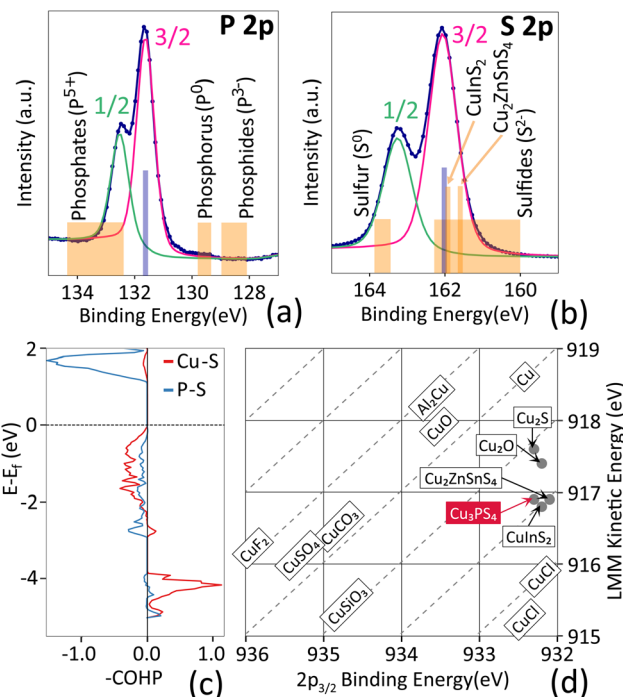 P 2p
3/2
1/2
Phosphates (P⁵⁺)
Phosphorus (P⁰)
Phosphides (P³⁻)
Intensity (a.u.)
134 132 130 128
Binding Energy(eV)
(a)
S 2p
3/2
1/2
CuInS₂
Cu₂ZnSnS₄
Sulfur (S⁰)
Sulfides (S²⁻)
Intensity (a.u.)
164 162 160
Binding Energy(eV)
(b)
2
0
-2
-4
E-E_f (eV)
Cu-S
P-S
-1.0 0.0 1.0
-COHP
(c)
919
918
917
916
915
LMM Kinetic Energy (eV)
Cu
Al₂Cu
CuO
Cu₂S
Cu₂O
Cu₂ZnSnS₄
Cu₃PS₄
CuInS₂
CuCO₃
CuSO₄
CuF₂
CuSiO₃
CuCl
CuCl
936 935 934 933 932
2p₃/₂ Binding Energy(eV)
(d)